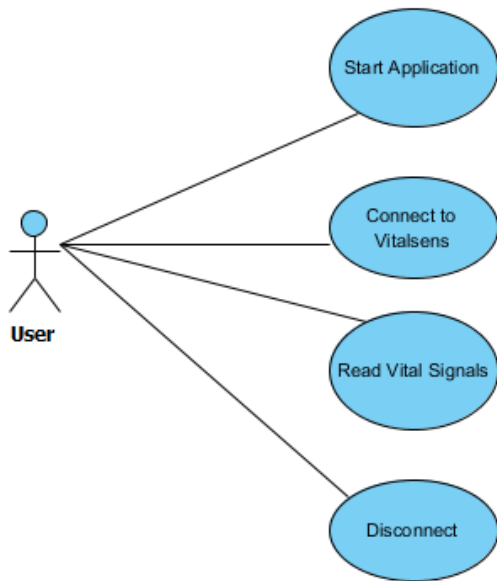 Start Application
Connect to
Vitalsens
User
Read Vital Signals
Disconnect